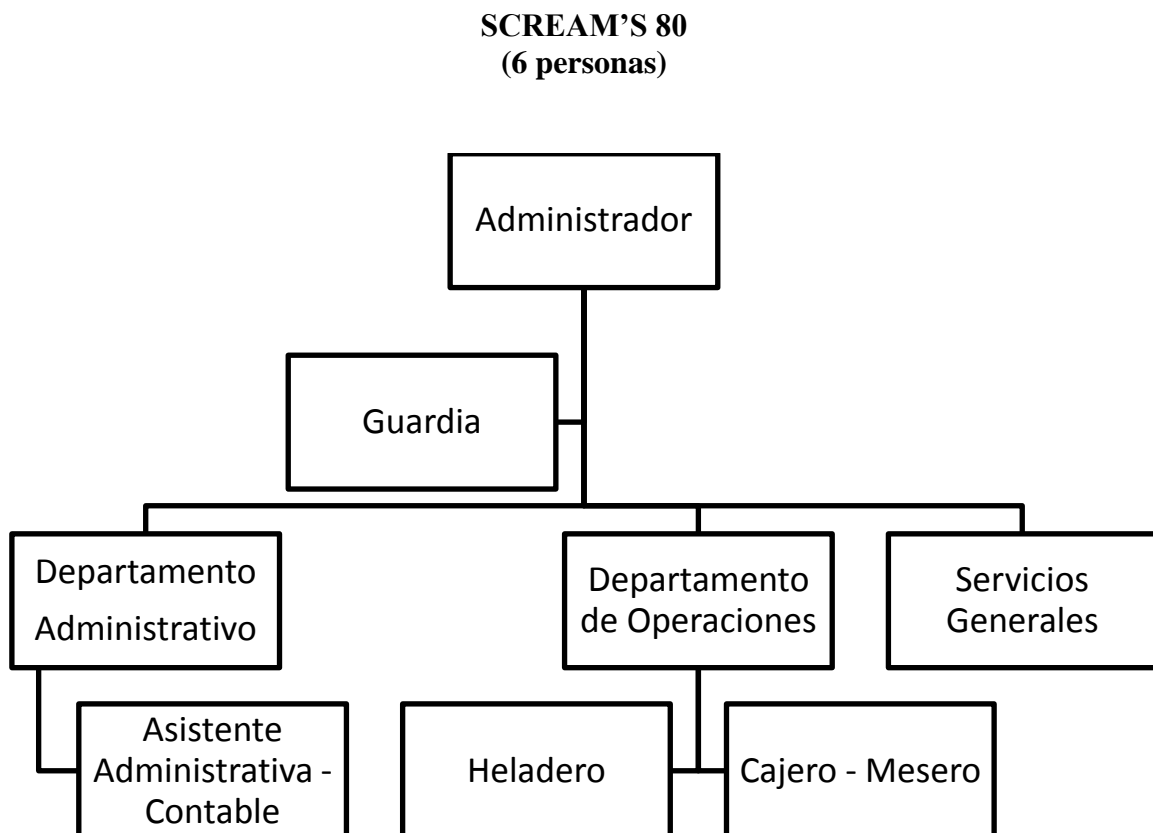 SCREAM’S 80
(6 personas)
Administrador
Guardia
Departamento
Administrativo
Departamento
de Operaciones
Servicios
Generales
Asistente
Administrativa -
Contable
Heladero
Cajero - Mesero